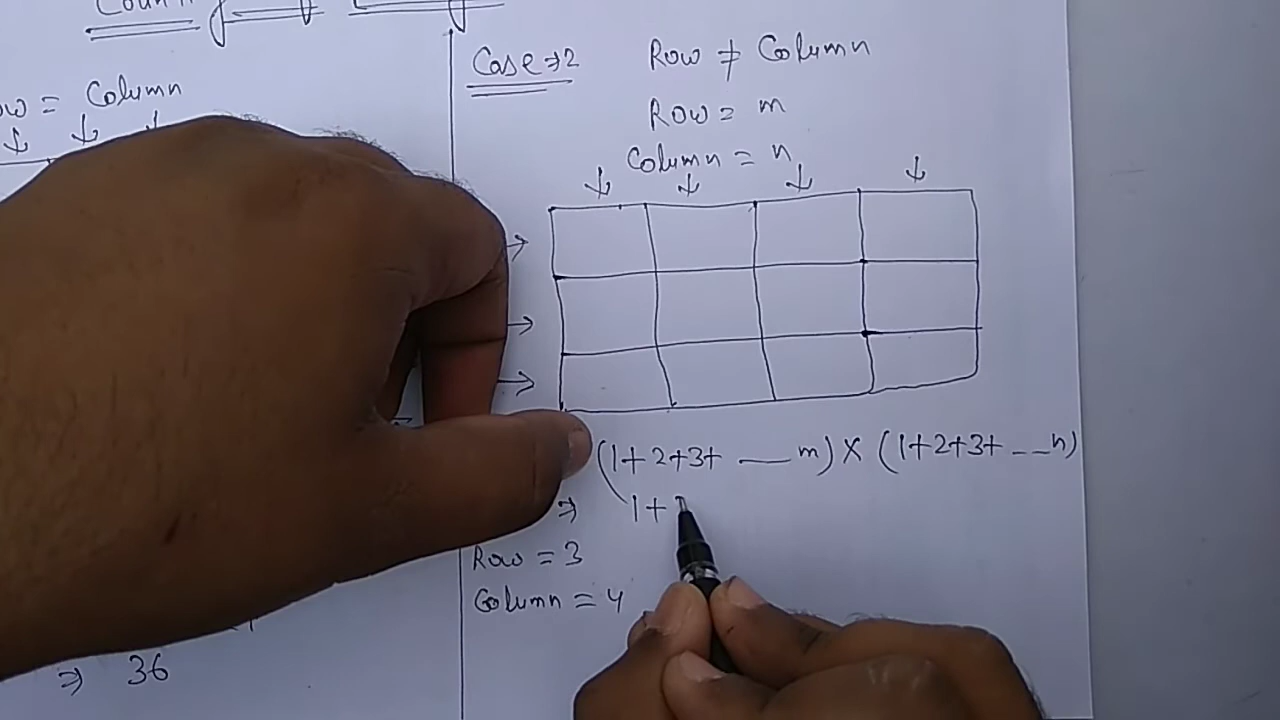 Row = Column
36
Case ⇒ 2
Row ≠ Column
Row = m
Column = n
(1+2+3+ — m) × (1+2+3+ -- n)
⇒ (1+
Row = 3
Column = 4